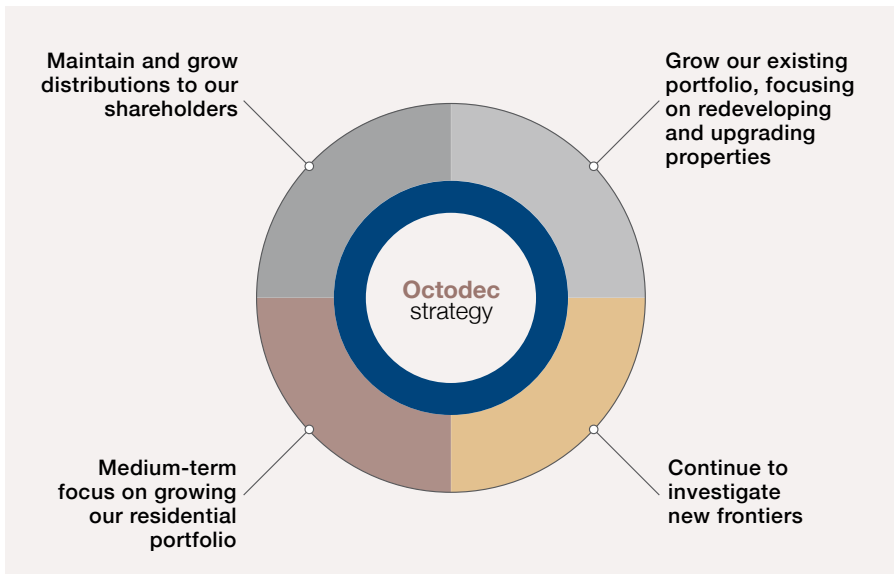 Maintain and grow
distributions to our
shareholders
Grow our existing
portfolio, focusing
on redeveloping
and upgrading
properties
Octodec
strategy
Medium-term
focus on growing
our residential
portfolio
Continue to
investigate
new frontiers